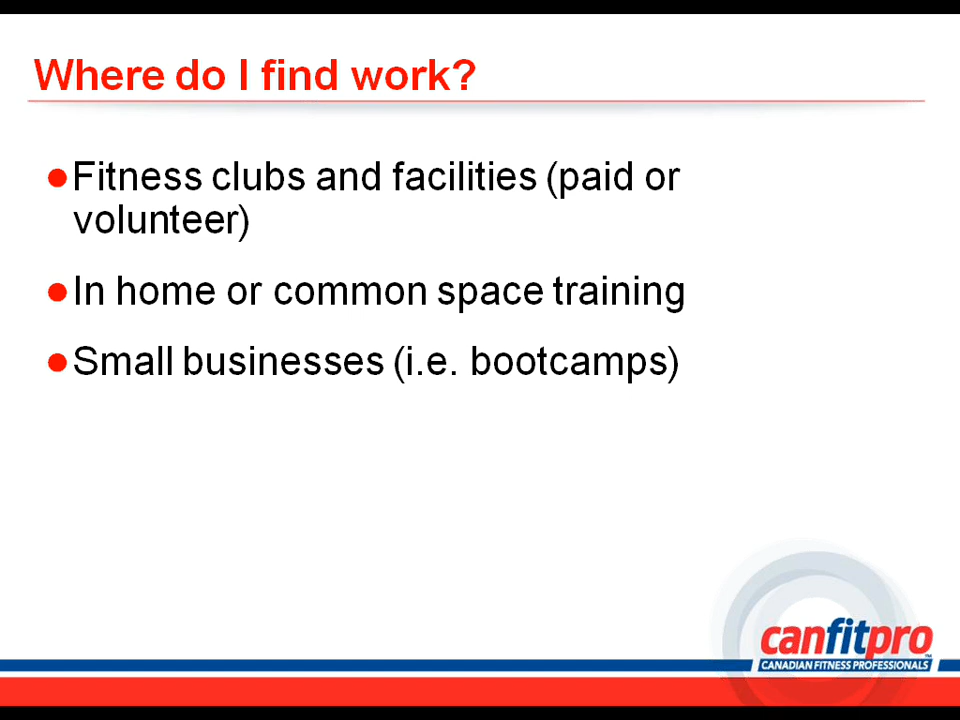 Where do I find work?
●Fitness clubs and facilities (paid or
volunteer)
●In home or common space training
●Small businesses (i.e. bootcamps)
canfitpro™
CANADIAN FITNESS PROFESSIONALS